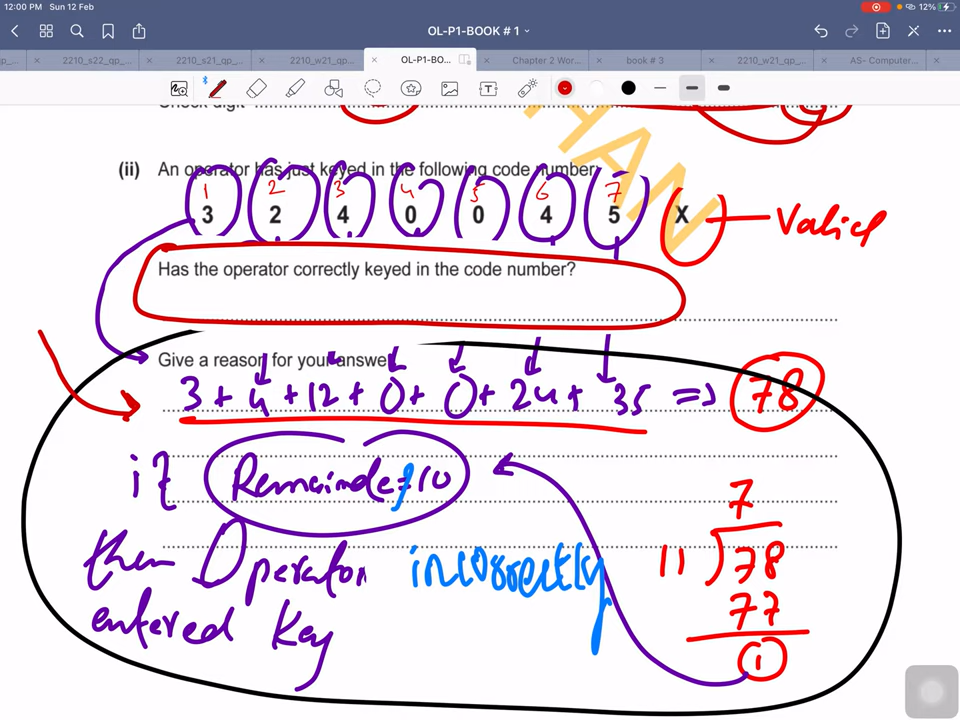 12:00 PM Sun 12 Feb 12%
OL-P1-BOOK # 1
2210_s22_qp_... 2210_s21_qp_... 2210_w21_qp... OL-P1-BO... Chapter 2 Wor... book # 3 2210_w21_qp_... AS- Computer...
Check digit
HAN
(ii) An operator has just keyed in the following code number:
1 2 3 4 5 6 7
3 2 4 0 0 4 5 X Valid
Has the operator correctly keyed in the code number?
Give a reason for your answer
3 + 4 + 12 + 0 + 0 + 24 + 35 => 78
if Remainder 10
7
then Operator incorrectly 11 78
entered Key 77
1